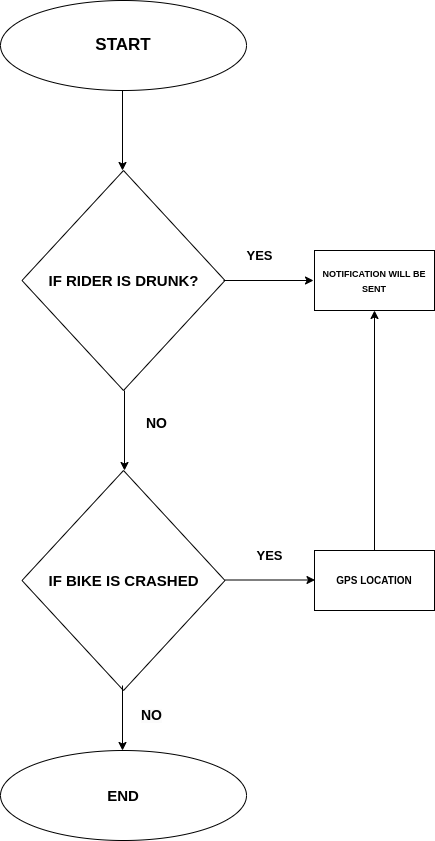 START
IF RIDER IS DRUNK?
YES
NOTIFICATION WILL BE
SENT
NO
IF BIKE IS CRASHED
YES
GPS LOCATION
NO
END